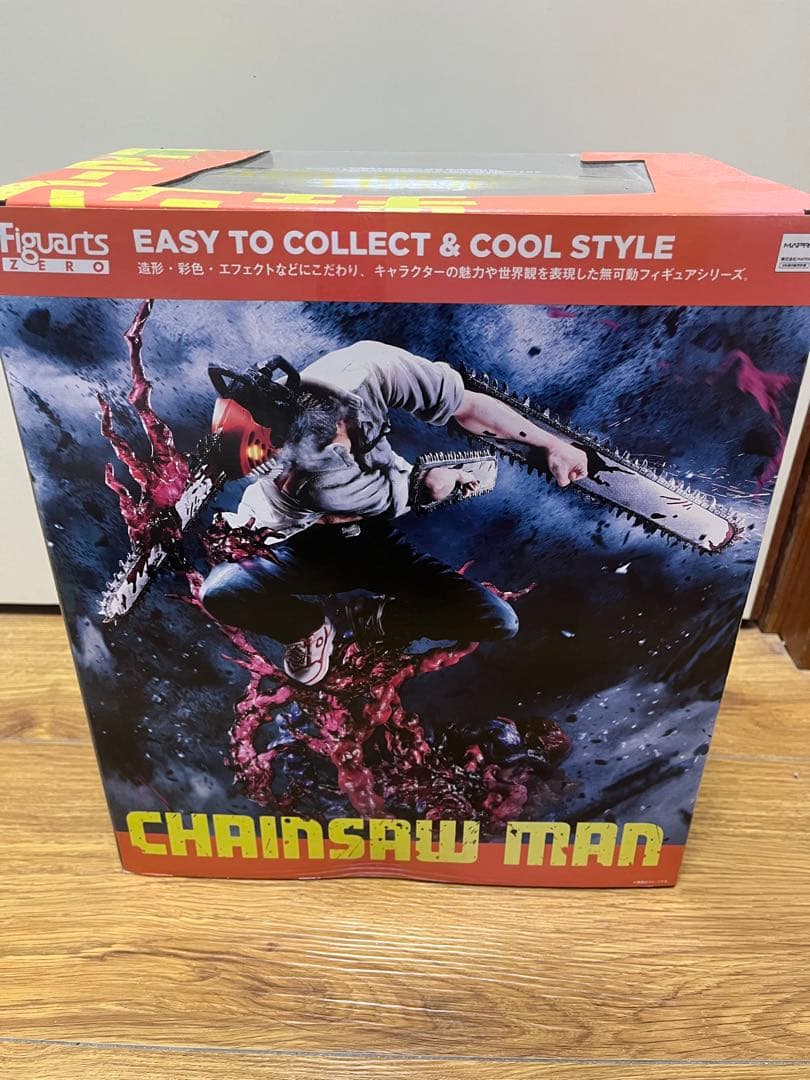 Figuarts
ZERO
EASY TO COLLECT & COOL STYLE
造形・彩色・エフェクトなどにこだわり、キャラクターの魅力や世界観を表現した無可動フィギュアシリーズ。
CHAINSAW MAN